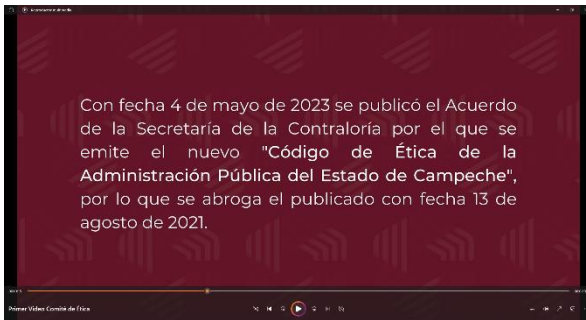 Reproductor multimedia
Con fecha 4 de mayo de 2023 se publicó el Acuerdo
de la Secretaría de la Contraloría por el que se
emite el nuevo "Código de Ética de la
Administración Pública del Estado de Campeche",
por lo que se abroga el publicado con fecha 13 de
agosto de 2021.
Primer Video Comité de Ética